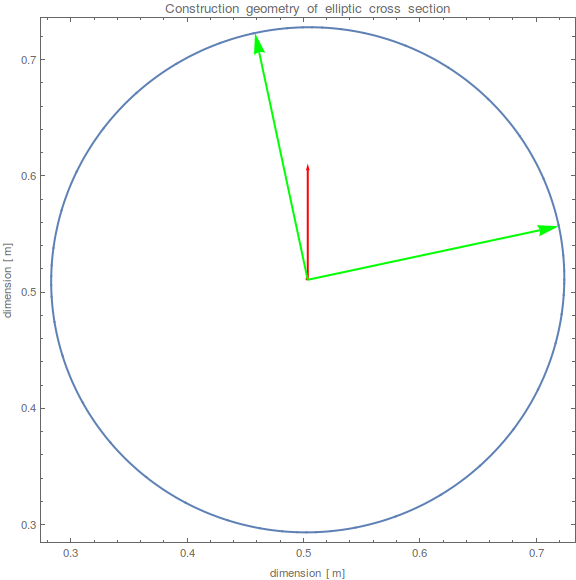 Construction geometry of elliptic cross section
dimension [ m]
0.7
0.6
0.5
0.4
0.3
0.3 0.4 0.5 0.6 0.7
dimension [ m]